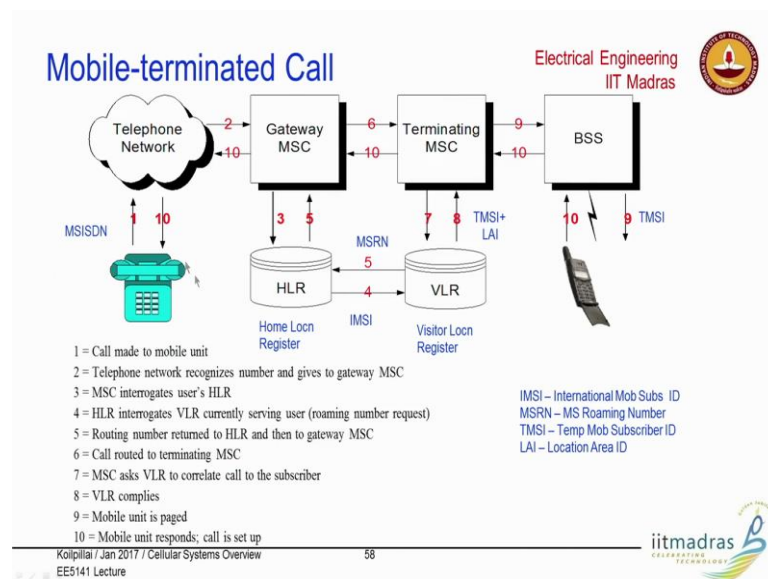 Mobile-terminated Call
Electrical Engineering
IIT Madras
Telephone
Network
2
10
Gateway
MSC
6
10
Terminating
MSC
9
10
BSS
MSISDN
1
10
3
5
MSRN
5
4
IMSI
7
8
TMSI+
LAI
10
9
TMSI
HLR
VLR
Home Locn
Register
Visitor Locn
Register
1 = Call made to mobile unit
2 = Telephone network recognizes number and gives to gateway MSC
3 = MSC interrogates user's HLR
4 = HLR interrogates VLR currently serving user (roaming number request)
5 = Routing number returned to HLR and then to gateway MSC
6 = Call routed to terminating MSC
7 = MSC asks VLR to correlate call to the subscriber
8 = VLR complies
9 = Mobile unit is paged
10 = Mobile unit responds; call is set up
IMSI – International Mob Subs ID
MSRN – MS Roaming Number
TMSI – Temp Mob Subscriber ID
LAI – Location Area ID
Koilpillai / Jan 2017 / Cellular Systems Overview
58
EE5141 Lecture
iitmadras
CELEBRATING
TECHNOLOGY